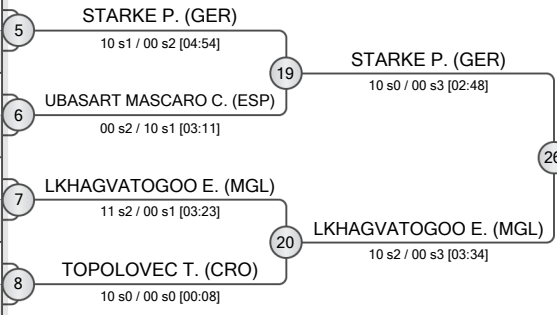 5
STARKE P. (GER)
10 s1 / 00 s2 [04:54]
19
STARKE P. (GER)
10 s0 / 00 s3 [02:48]
6
UBASART MASCARO C. (ESP)
00 s2 / 10 s1 [03:11]
26
7
LKHAGVATOGOO E. (MGL)
11 s2 / 00 s1 [03:23]
20
LKHAGVATOGOO E. (MGL)
10 s2 / 00 s3 [03:34]
8
TOPOLOVEC T. (CRO)
10 s0 / 00 s0 [00:08]